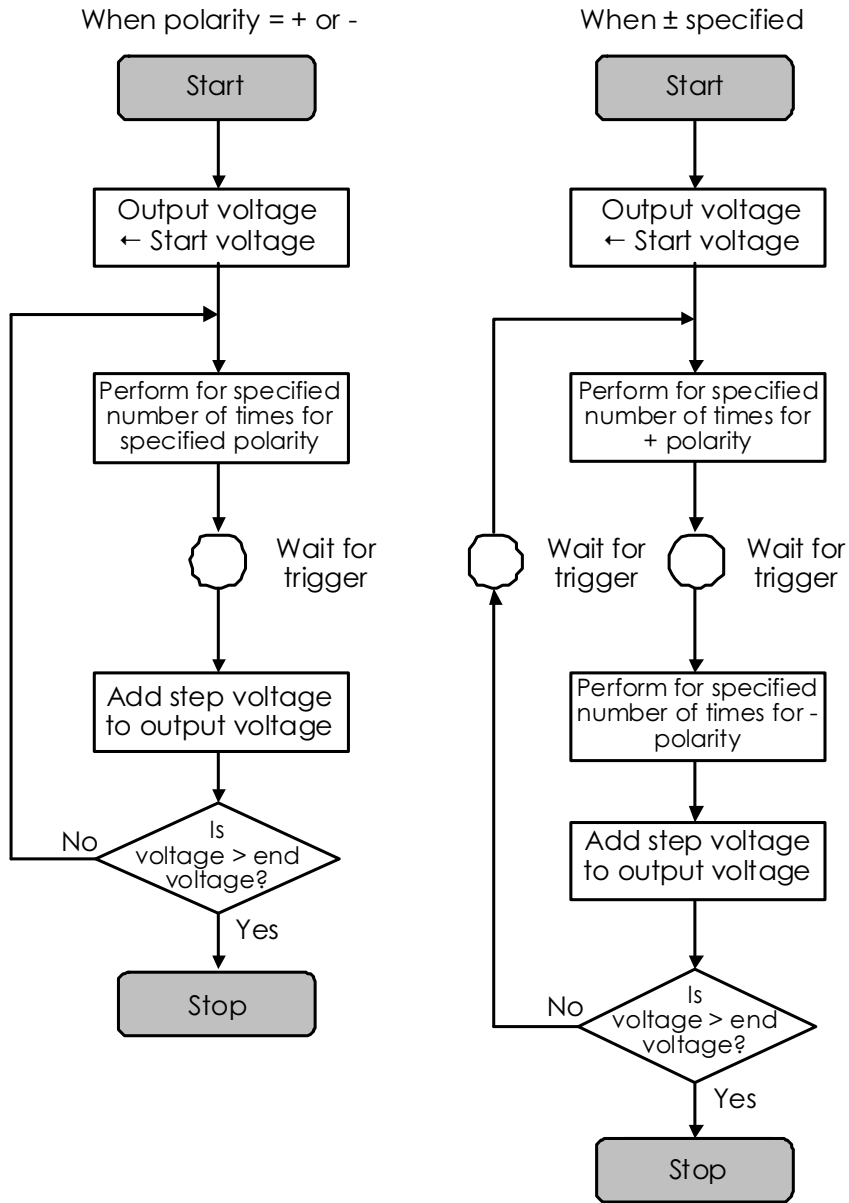 When polarity = + or -
Start
Output voltage
← Start voltage
Perform for specified
number of times for
specified polarity
Wait for
trigger
Add step voltage
to output voltage
Is
voltage > end
voltage?
No
Yes
Stop
When ± specified
Start
Output voltage
← Start voltage
Perform for specified
number of times for
+ polarity
Wait for
trigger
Wait for
trigger
Perform for specified
number of times for -
polarity
Add step voltage
to output voltage
Is
voltage > end
voltage?
No
Yes
Stop